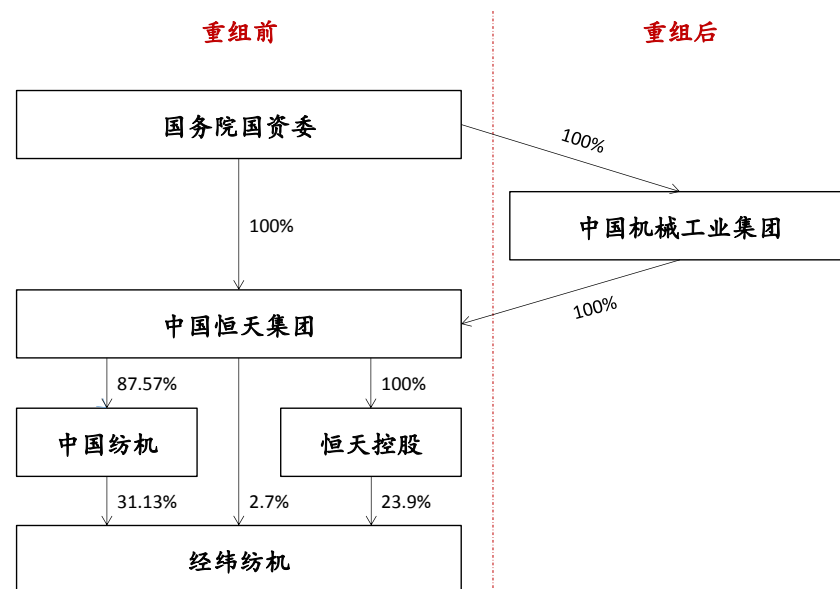 重组前
重组后
国务院国资委
100%
100%
中国机械工业集团
100%
中国恒天集团
87.57%
100%
中国纺机
恒天控股
31.13%
2.7%
23.9%
经纬纺机